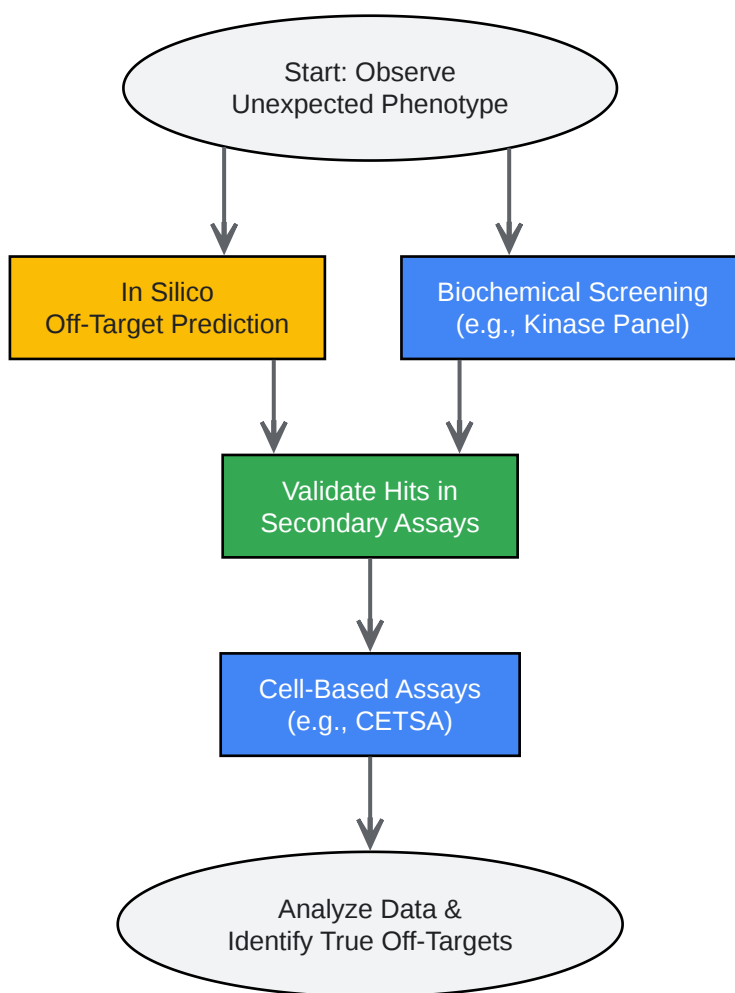 Start: Observe
Unexpected Phenotype
In Silico
Off-Target Prediction
Biochemical Screening
(e.g., Kinase Panel)
Validate Hits in
Secondary Assays
Cell-Based Assays
(e.g., CETSA)
Analyze Data &
Identify True Off-Targets